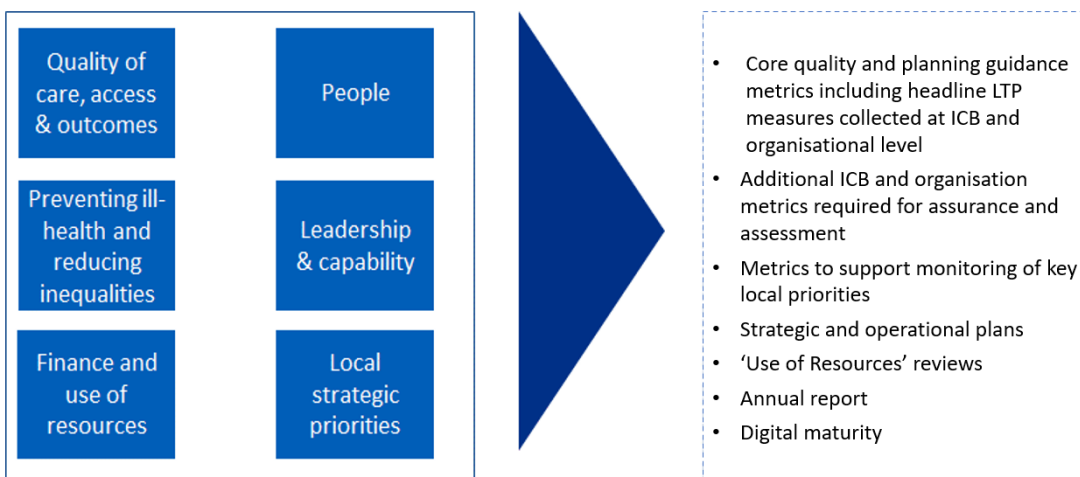 Quality of
care, access
& outcomes
People
Preventing ill-
health and
reducing
inequalities
Leadership
& capability
Finance and
use of
resources
Local
strategic
priorities
• Core quality and planning guidance
metrics including headline LTP
measures collected at ICB and
organisational level
• Additional ICB and organisation
metrics required for assurance and
assessment
• Metrics to support monitoring of key
local priorities
• Strategic and operational plans
• ‘Use of Resources’ reviews
• Annual report
• Digital maturity